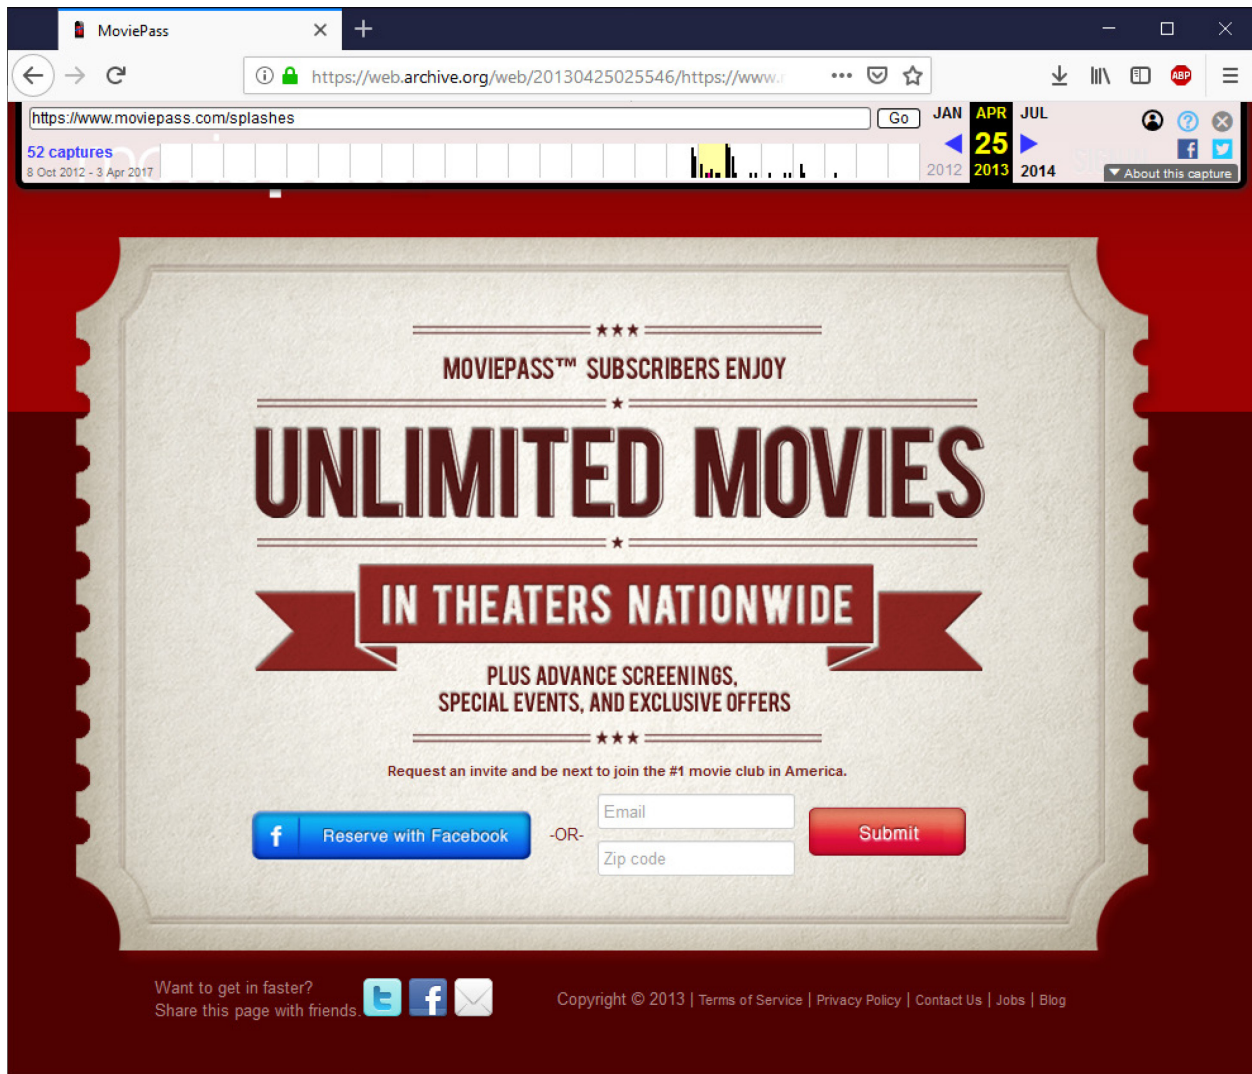 MoviePass
https://web.archive.org/web/20130425025546/https://www.
https://www.moviepass.com/splashes
Go
JAN APR JUL
52 captures
25
8 Oct 2012 - 3 Apr 2017
2012 2013 2014
About this capture
ABP
★★★
MOVIEPASS™ SUBSCRIBERS ENJOY
★
UNLIMITED MOVIES
★
IN THEATERS NATIONWIDE
PLUS ADVANCE SCREENINGS,
SPECIAL EVENTS, AND EXCLUSIVE OFFERS
★★★
Request an invite and be next to join the #1 movie club in America.
Reserve with Facebook
-OR-
Email
Zip code
Submit
Want to get in faster?
Share this page with friends.
Copyright © 2013 | Terms of Service | Privacy Policy | Contact Us | Jobs | Blog